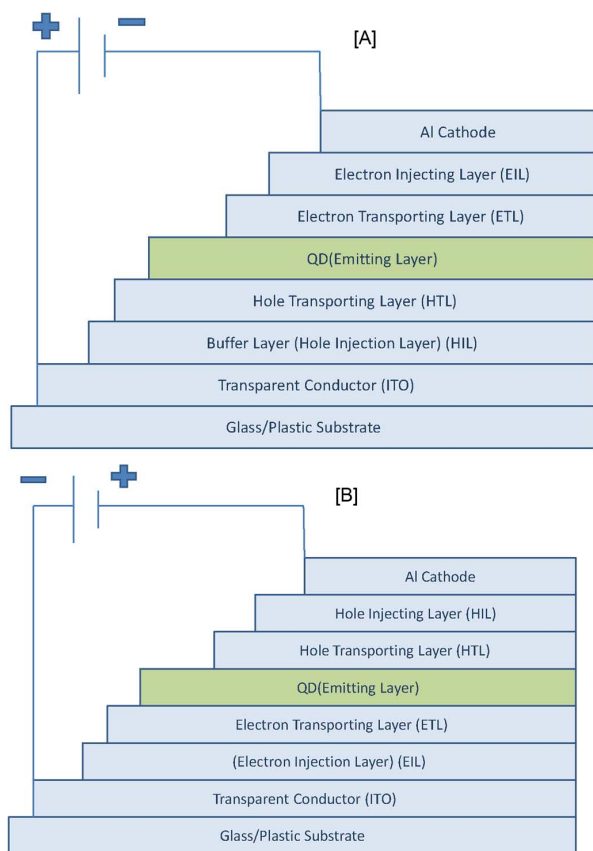 [A]
Al Cathode
Electron Injecting Layer (EIL)
Electron Transporting Layer (ETL)
QD(Emitting Layer)
Hole Transporting Layer (HTL)
Buffer Layer (Hole Injection Layer) (HIL)
Transparent Conductor (ITO)
Glass/Plastic Substrate
[B]
Al Cathode
Hole Injecting Layer (HIL)
Hole Transporting Layer (HTL)
QD(Emitting Layer)
Electron Transporting Layer (ETL)
(Electron Injection Layer) (EIL)
Transparent Conductor (ITO)
Glass/Plastic Substrate